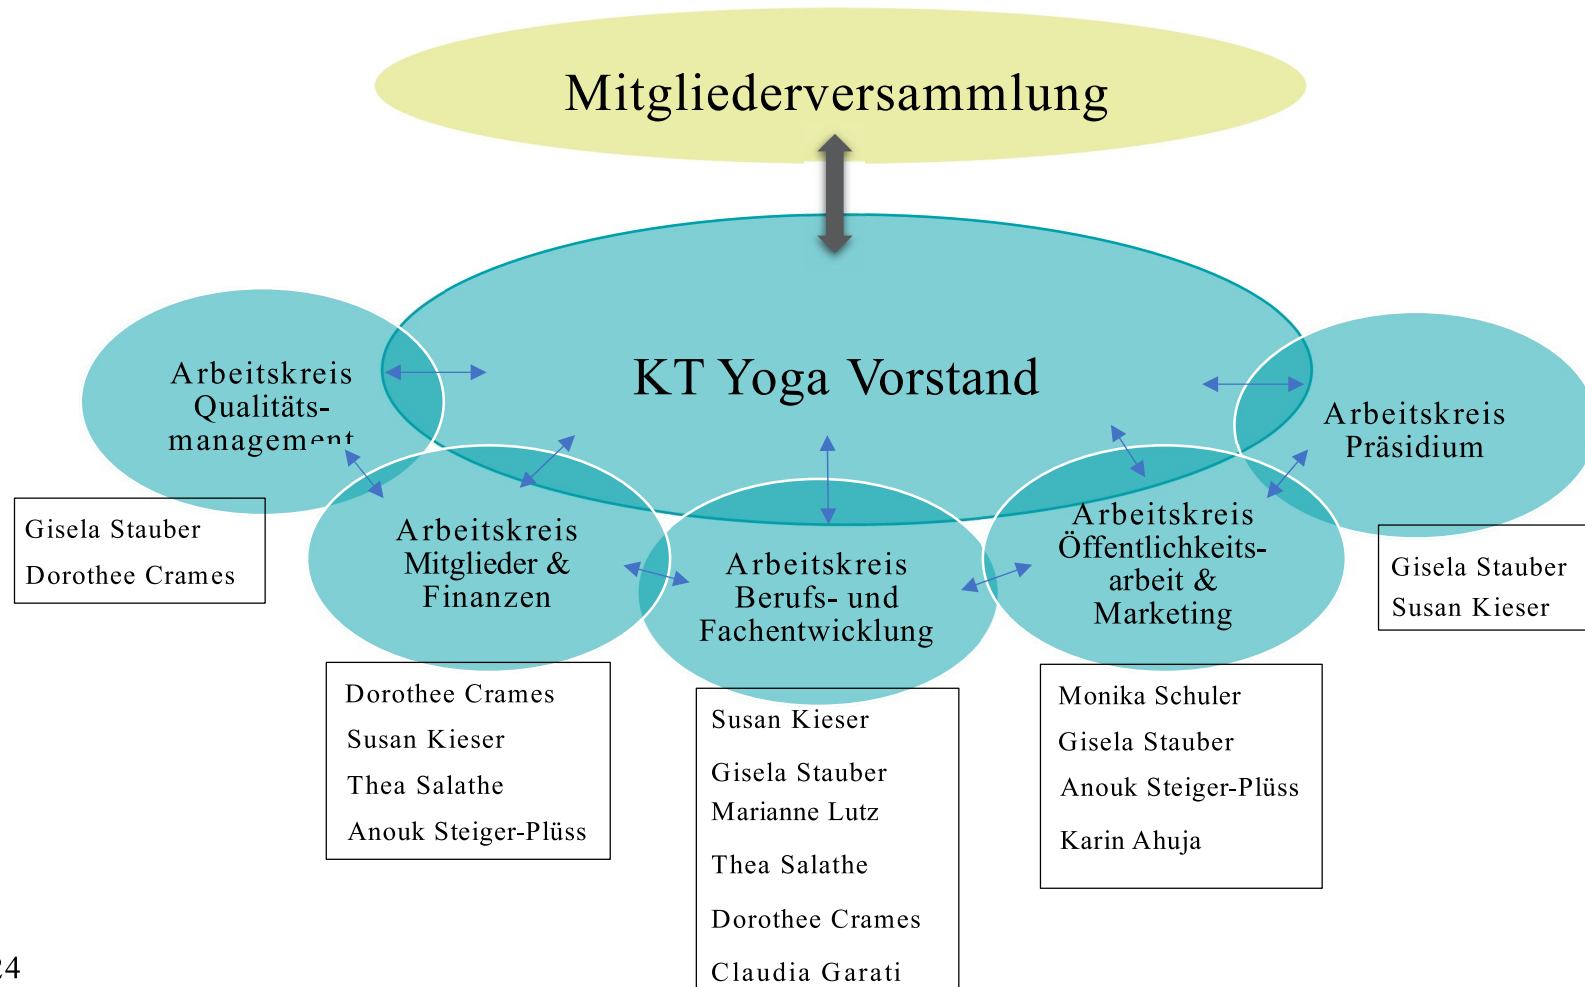 Mitgliederversammlung
KT Yoga Vorstand
Arbeitskreis
Qualitäts-
management
Gisela Stauber
Dorothee Crames
Arbeitskreis
Mitglieder &
Finanzen
Dorothee Crames
Susan Kieser
Thea Salathe
Anouk Steiger-Plüss
Arbeitskreis
Berufs- und
Fachentwicklung
Susan Kieser
Gisela Stauber
Marianne Lutz
Thea Salathe
Dorothee Crames
Claudia Garati
Arbeitskreis
Öffentlichkeits-
arbeit &
Marketing
Monika Schuler
Gisela Stauber
Anouk Steiger-Plüss
Karin Ahuja
Arbeitskreis
Präsidium
Gisela Stauber
Susan Kieser
24